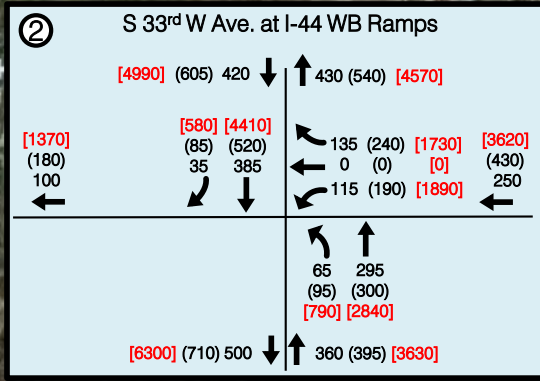 ② S 33rd W Ave. at I-44 WB Ramps
[4990] (605) 420
430 (540) [4570]
[1370]
(180)
100
[580] [4410]
(85) (520)
35 385
135 (240) [1730]
0 (0) [0]
115 (190) [1890]
[3620]
(430)
250
65 295
(95) (300)
[790] [2840]
[6300] (710) 500
360 (395) [3630]